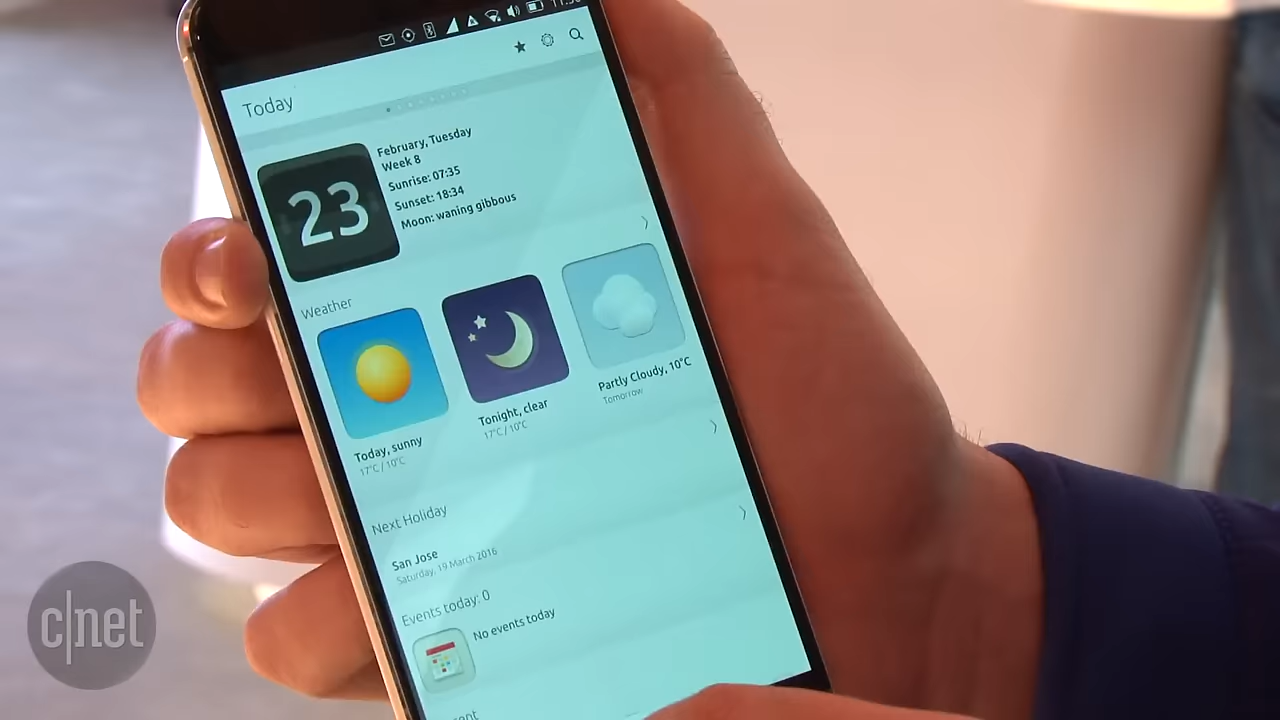 Today
February, Tuesday
Week 8
Sunrise: 07:35
Sunset: 18:34
Moon: waning gibbous
23
Weather
Today, sunny
17°C / 10°C
Tonight, clear
17°C / 10°C
Partly Cloudy, 10°C
Tomorrow
Next Holiday
San Jose
Saturday, 19 March 2016
Events today: 0
No events today
c|net